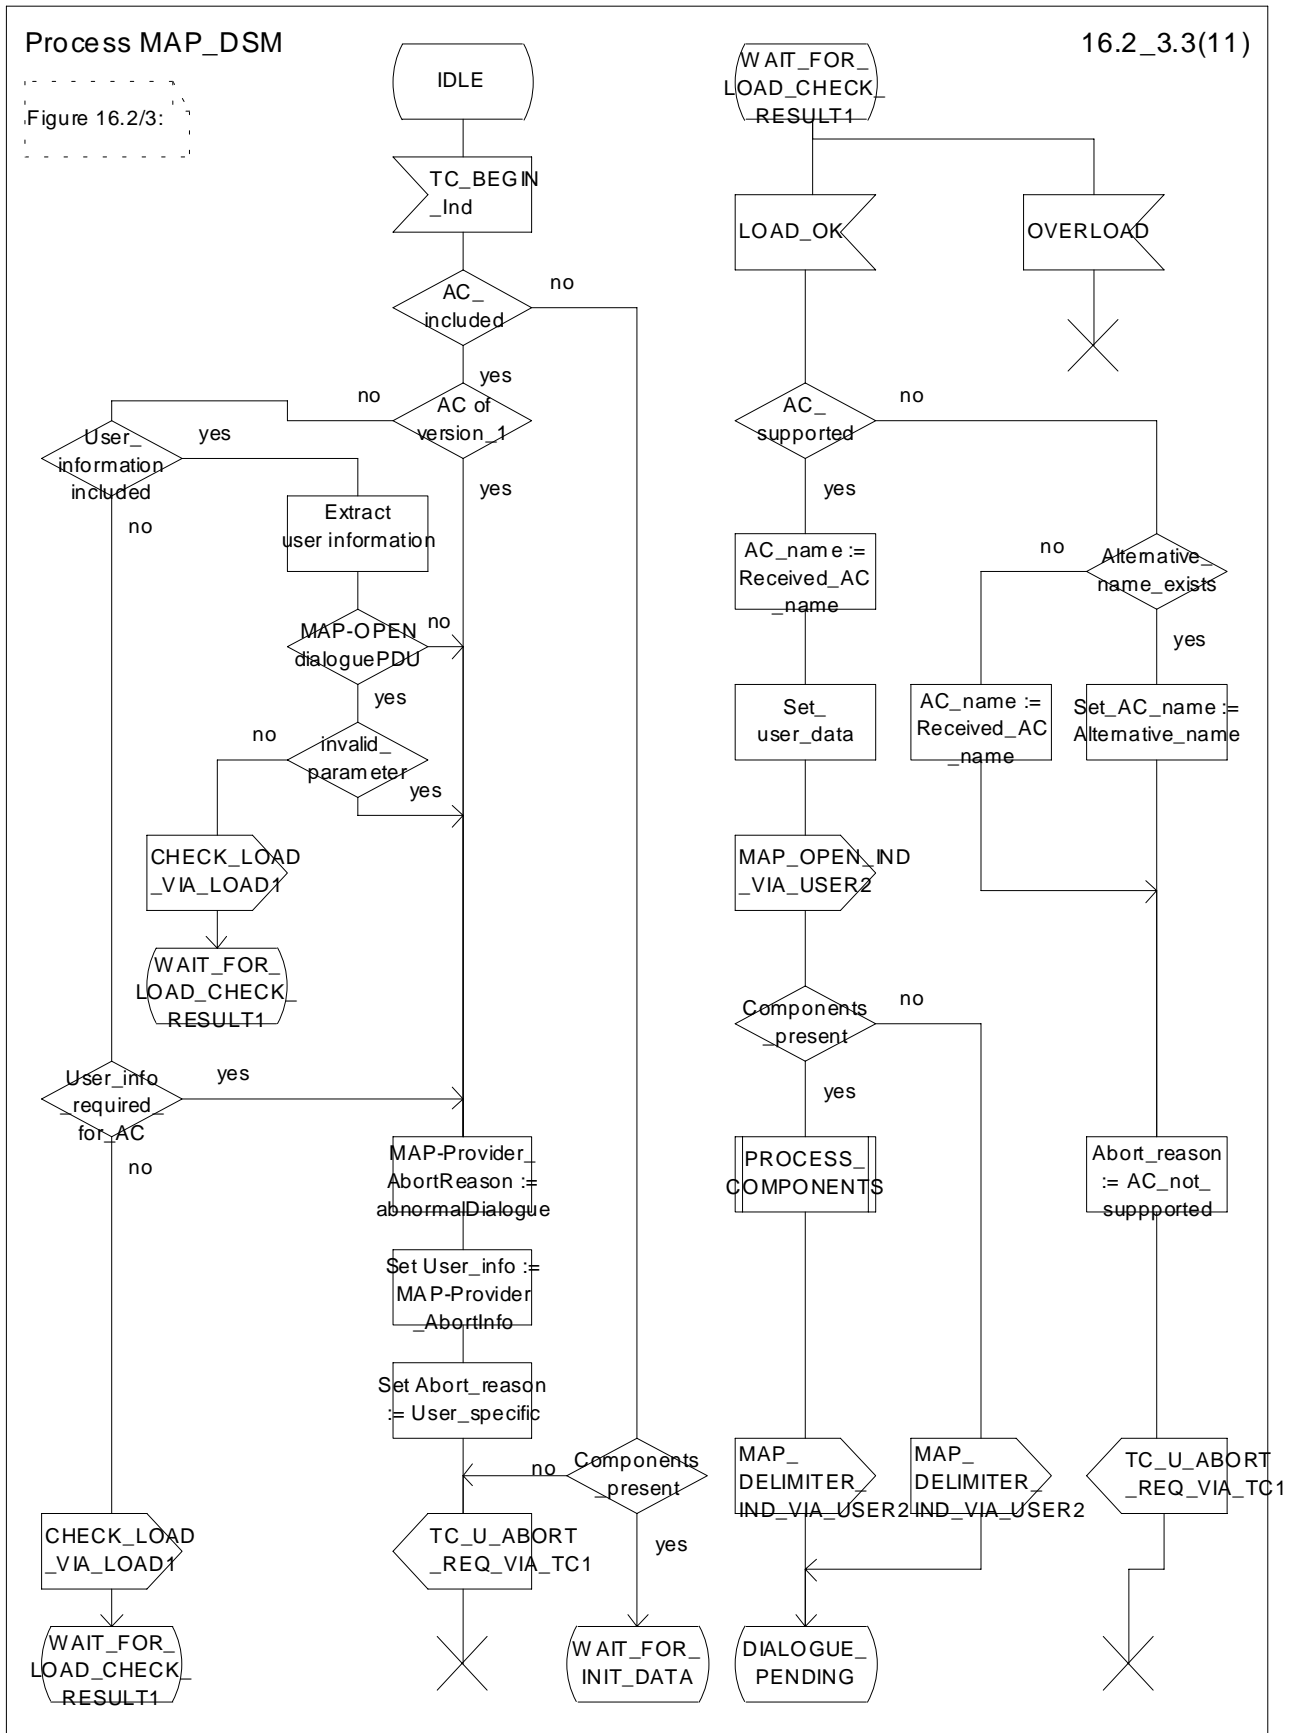 Process MAP_DSM
16.2_3.3(11)
Figure 16.2/3:
IDLE
TC_BEGIN
_Ind
AC_
included
no
yes
AC of
version_1
no
yes
User_
information
included
yes
no
Extract
user information
MAP-OPEN
dialoguePDU
no
yes
invalid_
parameter
no
yes
CHECK_LOAD
_VIA_LOAD1
WAIT_FOR_
LOAD_CHECK_
RESULT1
User_info
_required_
for_AC
yes
no
MAP-Provider_
AbortReason :=
abnormalDialogue
Set User_info :=
MAP-Provider
_AbortInfo
Set Abort_reason
:= User_specific
no
Components
_present
yes
CHECK_LOAD
_VIA_LOAD1
TC_U_ABORT
_REQ_VIA_TC1
WAIT_FOR_
LOAD_CHECK_
RESULT1
WAIT_FOR_
INIT_DATA
WAIT_FOR_
LOAD_CHECK_
RESULT1
LOAD_OK
OVERLOAD
AC_
supported
no
yes
AC_name :=
Received_AC
_name
no
Alternative_
name_exists
yes
Set_
user_data
AC_name :=
Received_AC
_name
Set_AC_name :=
Alternative_name
MAP_OPEN_IND
_VIA_USER2
Components
_present
no
yes
PROCESS_
COMPONENTS
Abort_reason
:= AC_not_
suppported
MAP_
DELIMITER_
IND_VIA_USER2
MAP_
DELIMITER_
IND_VIA_USER2
TC_U_ABORT
_REQ_VIA_TC1
DIALOGUE_
PENDING